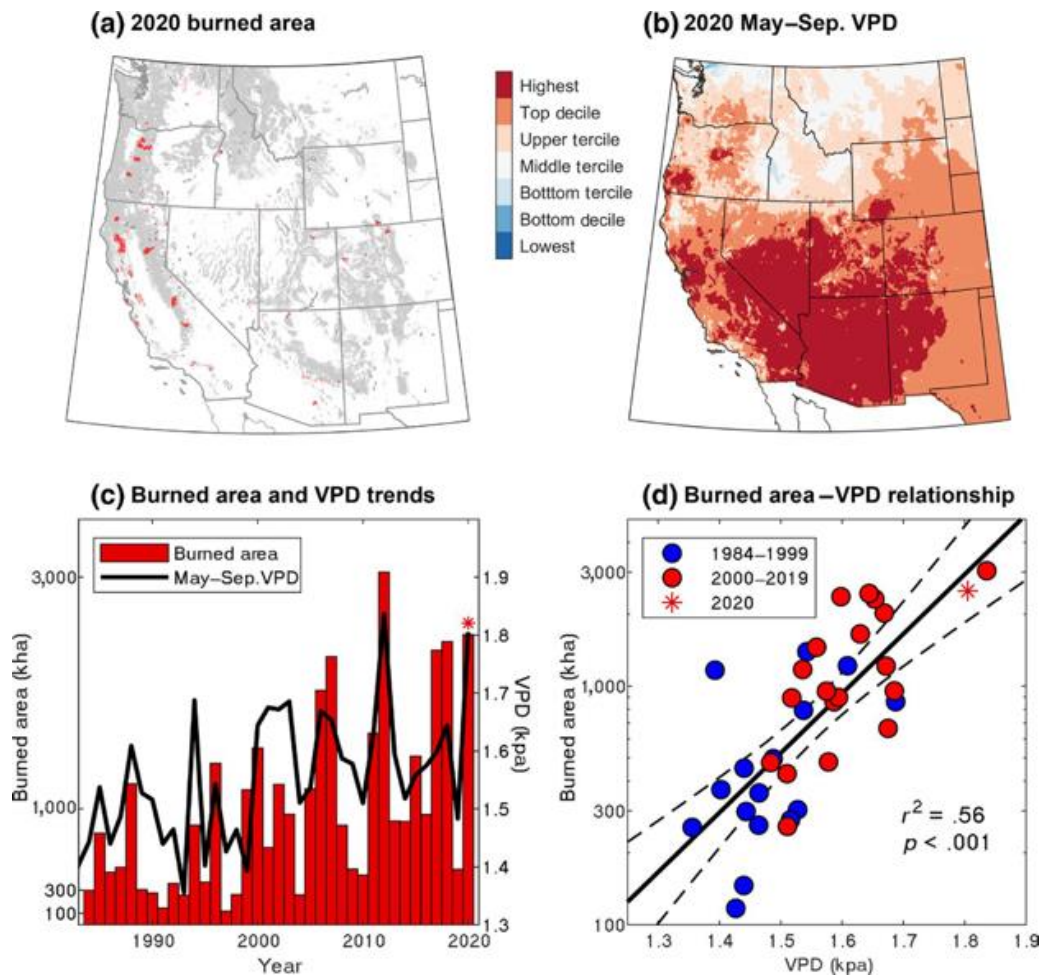 (a) 2020 burned area
(b) 2020 May–Sep. VPD
Highest
Top decile
Upper tercile
Middle tercile
Botttom tercile
Bottom decile
Lowest
(c) Burned area and VPD trends
Burned area
May–Sep.VPD
3,000
1,000
300
100
Burned area (kha)
1.9
1.8
1.7
1.6
1.5
1.4
1.3
VPD (kpa)
1990
2000
2010
2020
Year
(d) Burned area –VPD relationship
1984–1999
2000–2019
2020
3,000
1,000
300
100
Burned area (kha)
r² = .56
p < .001
1.3 1.4 1.5 1.6 1.7 1.8 1.9
VPD (kpa)